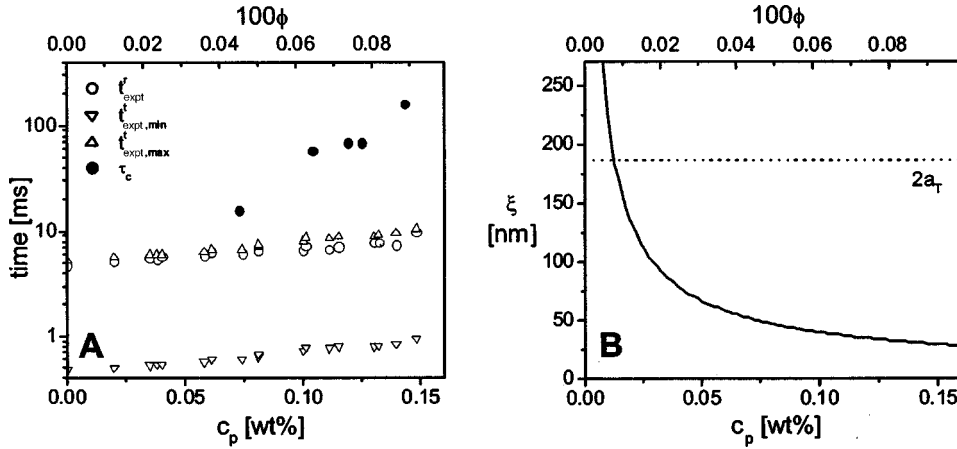 100ϕ
0.00 0.02 0.04 0.06 0.08
t^r_expt
t^t_expt,min
t^t_expt,max
τ_c
time [ms]
100
10
1
A
0.00 0.05 0.10 0.15
c_p [wt%]
100ϕ
0.00 0.02 0.04 0.06 0.08
250
200
150
100
50
0
ξ
[nm]
2a_T
B
0.00 0.05 0.10 0.15
c_p [wt%]